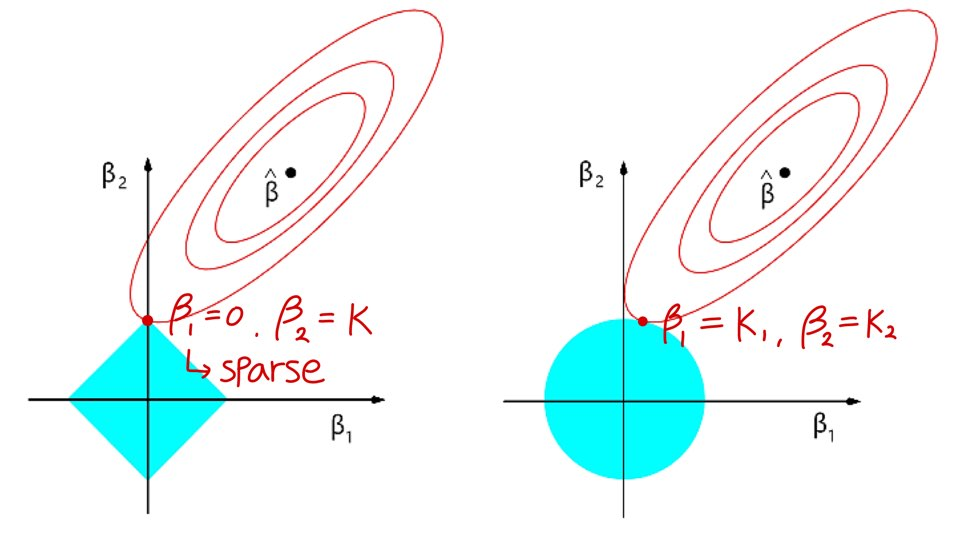 β₂
β̂
β₁ = 0 . β₂ = K
↳ sparse
β₁
β₂
β̂
β₁ = K₁, β₂ = K₂
β₁